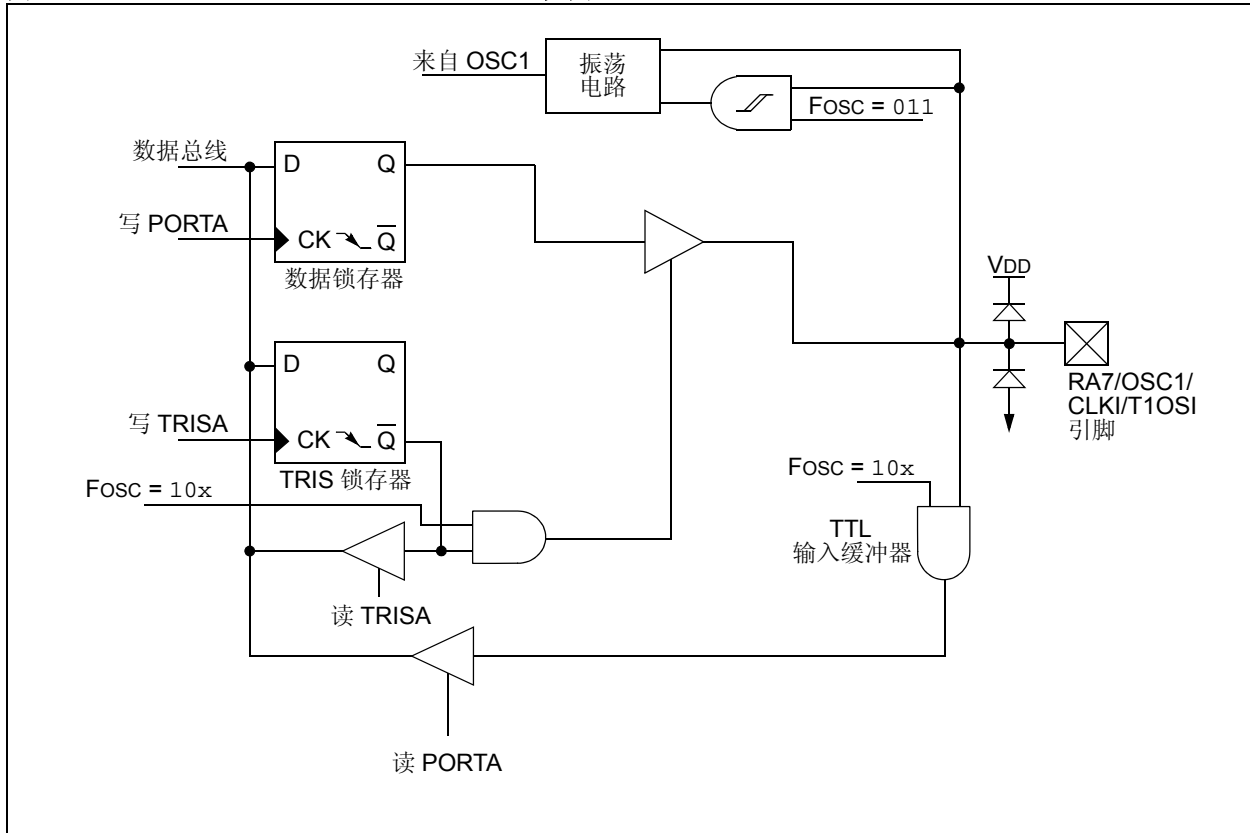 来自 OSC1
振荡
电路
FOSC = 011
数据总线
D Q
写 PORTA
CK Q
数据锁存器
VDD
D Q
RA7/OSC1/
CLKI/T1OSI
引脚
写 TRISA
CK Q
TRIS 锁存器
FOSC = 10x
FOSC = 10x
TTL
输入缓冲器
读 TRISA
读 PORTA